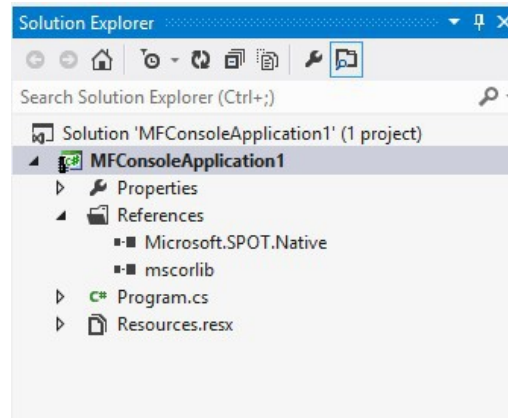 Solution Explorer
Search Solution Explorer (Ctrl+;)
Solution 'MFConsoleApplication1' (1 project)
C# MFConsoleApplication1
Properties
References
Microsoft.SPOT.Native
mscorlib
C# Program.cs
Resources.resx